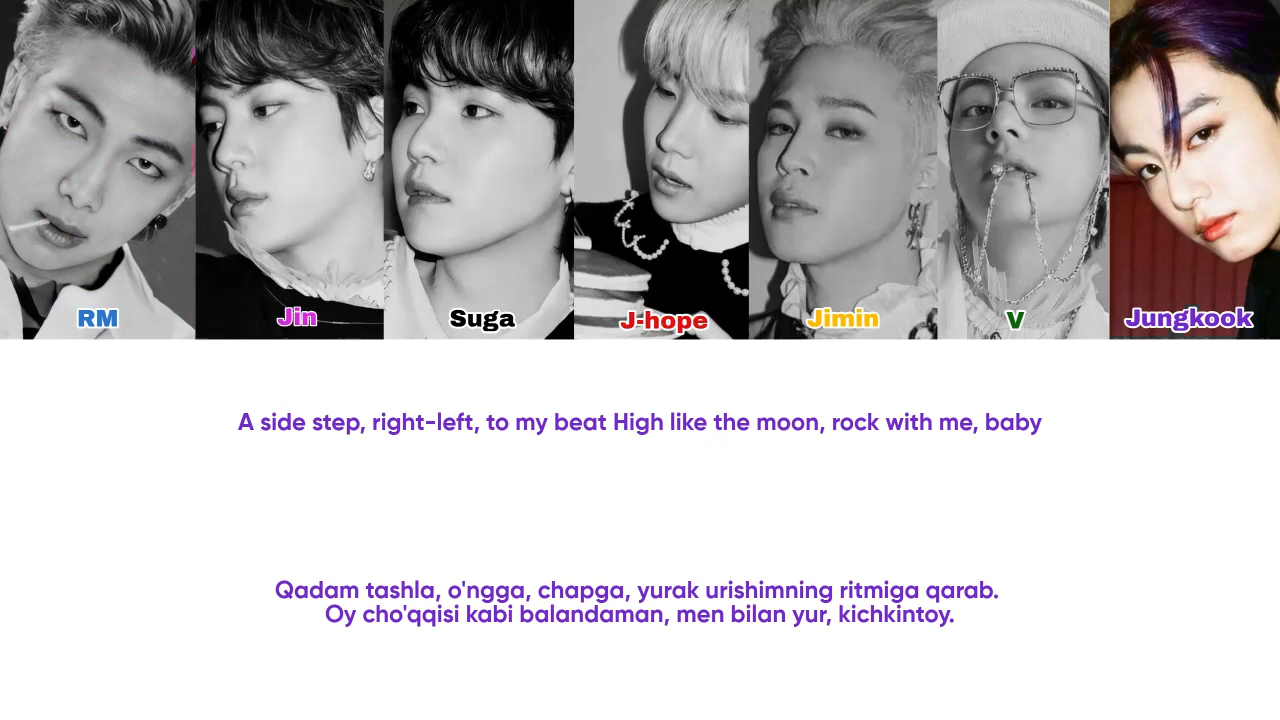 RM
Jin
Suga
J-hope
Jimin
V
Jungkook
A side step, right-left, to my beat High like the moon, rock with me, baby
Qadam tashla, o'ngga, chapga, yurak urishimning ritmiga qarab.
Oy cho'qqisi kabi balandaman, men bilan yur, kichkintoy.